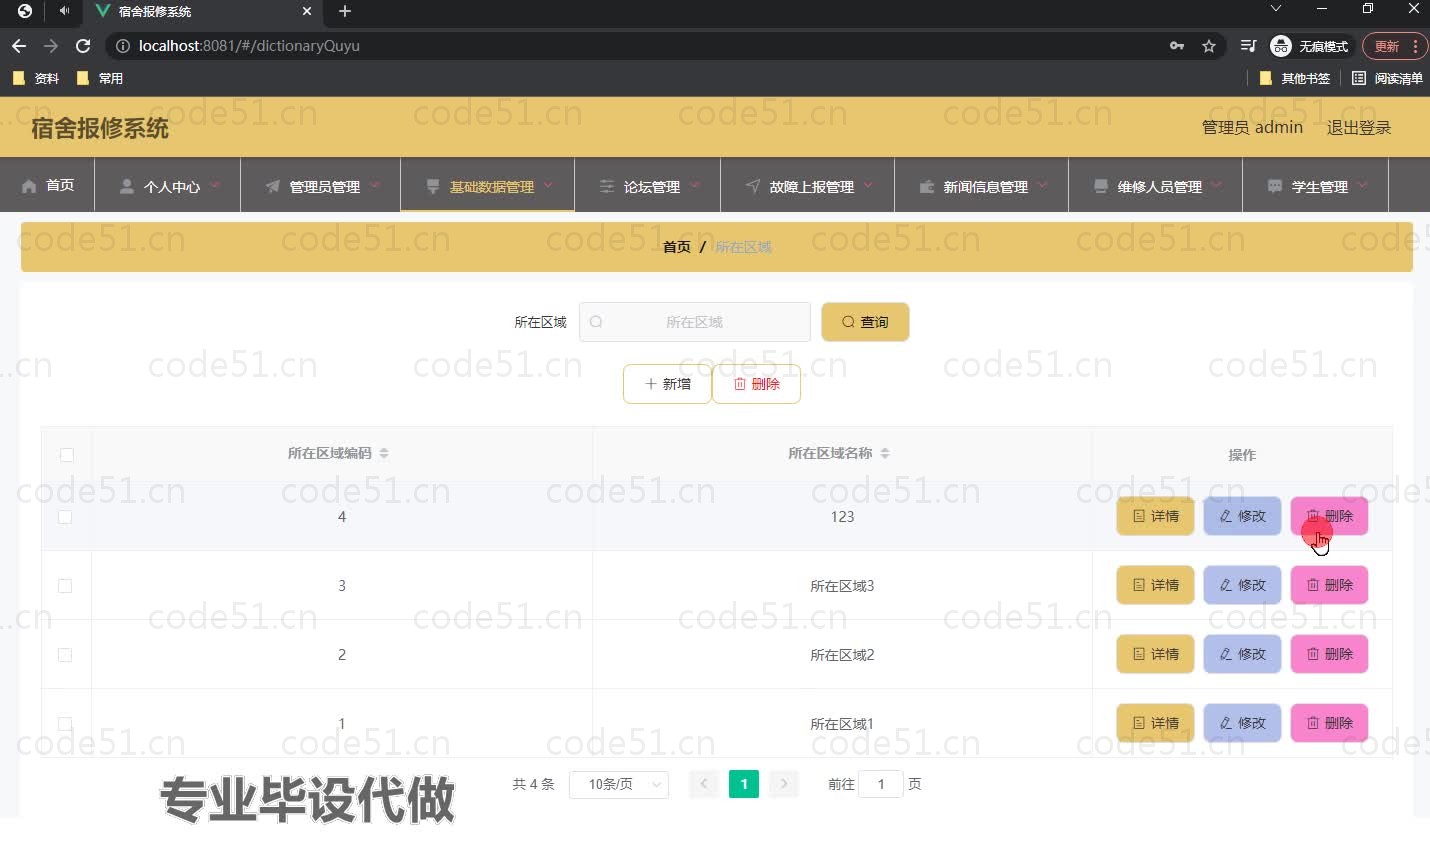 宿舍报修系统
localhost:8081/#/dictionaryQuyu
无痕模式
更新
资料
常用
其他书签
阅读清单
宿舍报修系统
管理员 admin
退出登录
首页
个人中心
管理员管理
基础数据管理
论坛管理
故障上报管理
新闻信息管理
维修人员管理
学生管理
首页 / 所在区域
所在区域
所在区域
查询
新增
删除
所在区域编码
所在区域名称
操作
4
123
详情
修改
删除
3
所在区域3
详情
修改
删除
2
所在区域2
详情
修改
删除
1
所在区域1
详情
修改
删除
共 4 条
10条/页
1
前往
1
页
专业毕设代做
code51.cn